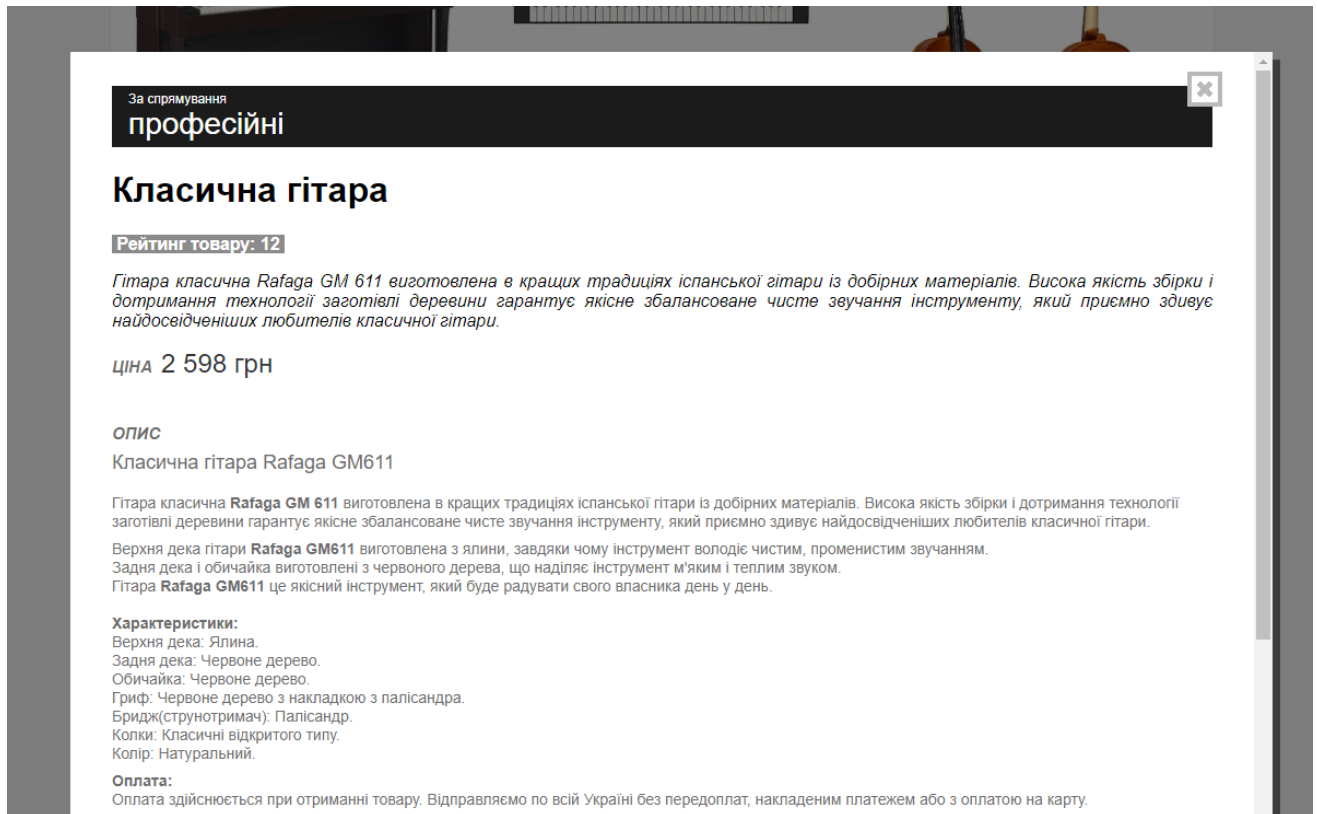 За спрямування
професійні
Класична гітара
Рейтинг товару: 12
Гітара класична Rafaga GM 611 виготовлена в кращих традиціях іспанської гітари із добірних матеріалів. Висока якість збірки і
дотримання технології заготівлі деревини гарантує якісне збалансоване чисте звучання інструменту, який приємно здивує
найдосвідченіших любителів класичної гітари.
ЦІНА 2 598 грн
ОПИС
Класична гітара Rafaga GM611
Гітара класична Rafaga GM 611 виготовлена в кращих традиціях іспанської гітари із добірних матеріалів. Висока якість збірки і дотримання технології
заготівлі деревини гарантує якісне збалансоване чисте звучання інструменту, який приємно здивує найдосвідченіших любителів класичної гітари.
Верхня дека гітари Rafaga GM611 виготовлена з ялини, завдяки чому інструмент володіє чистим, променистим звучанням.
Задня дека і обичайка виготовлені з червоного дерева, що наділяє інструмент м'яким і теплим звуком.
Гітара Rafaga GM611 це якісний інструмент, який буде радувати свого власника день у день.
Характеристики:
Верхня дека: Ялина.
Задня дека: Червоне дерево.
Обичайка: Червоне дерево.
Гриф: Червоне дерево з накладкою з палісандра.
Бридж(струнотримач): Палісандр.
Колки: Класичні відкритого типу.
Колір: Натуральний.
Оплата:
Оплата здійснюється при отриманні товару. Відправляємо по всій Україні без передоплат, накладеним платежем або з оплатою на карту.